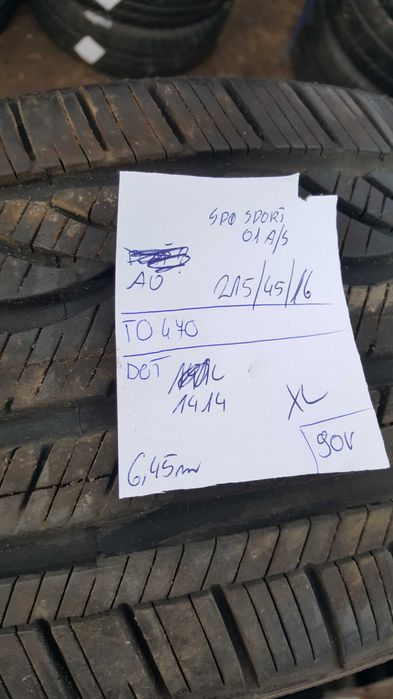 SPO SPORT
01 A/S
AO
215/45/16
TO 470
DOT
1414
XL
90V
6,45mm